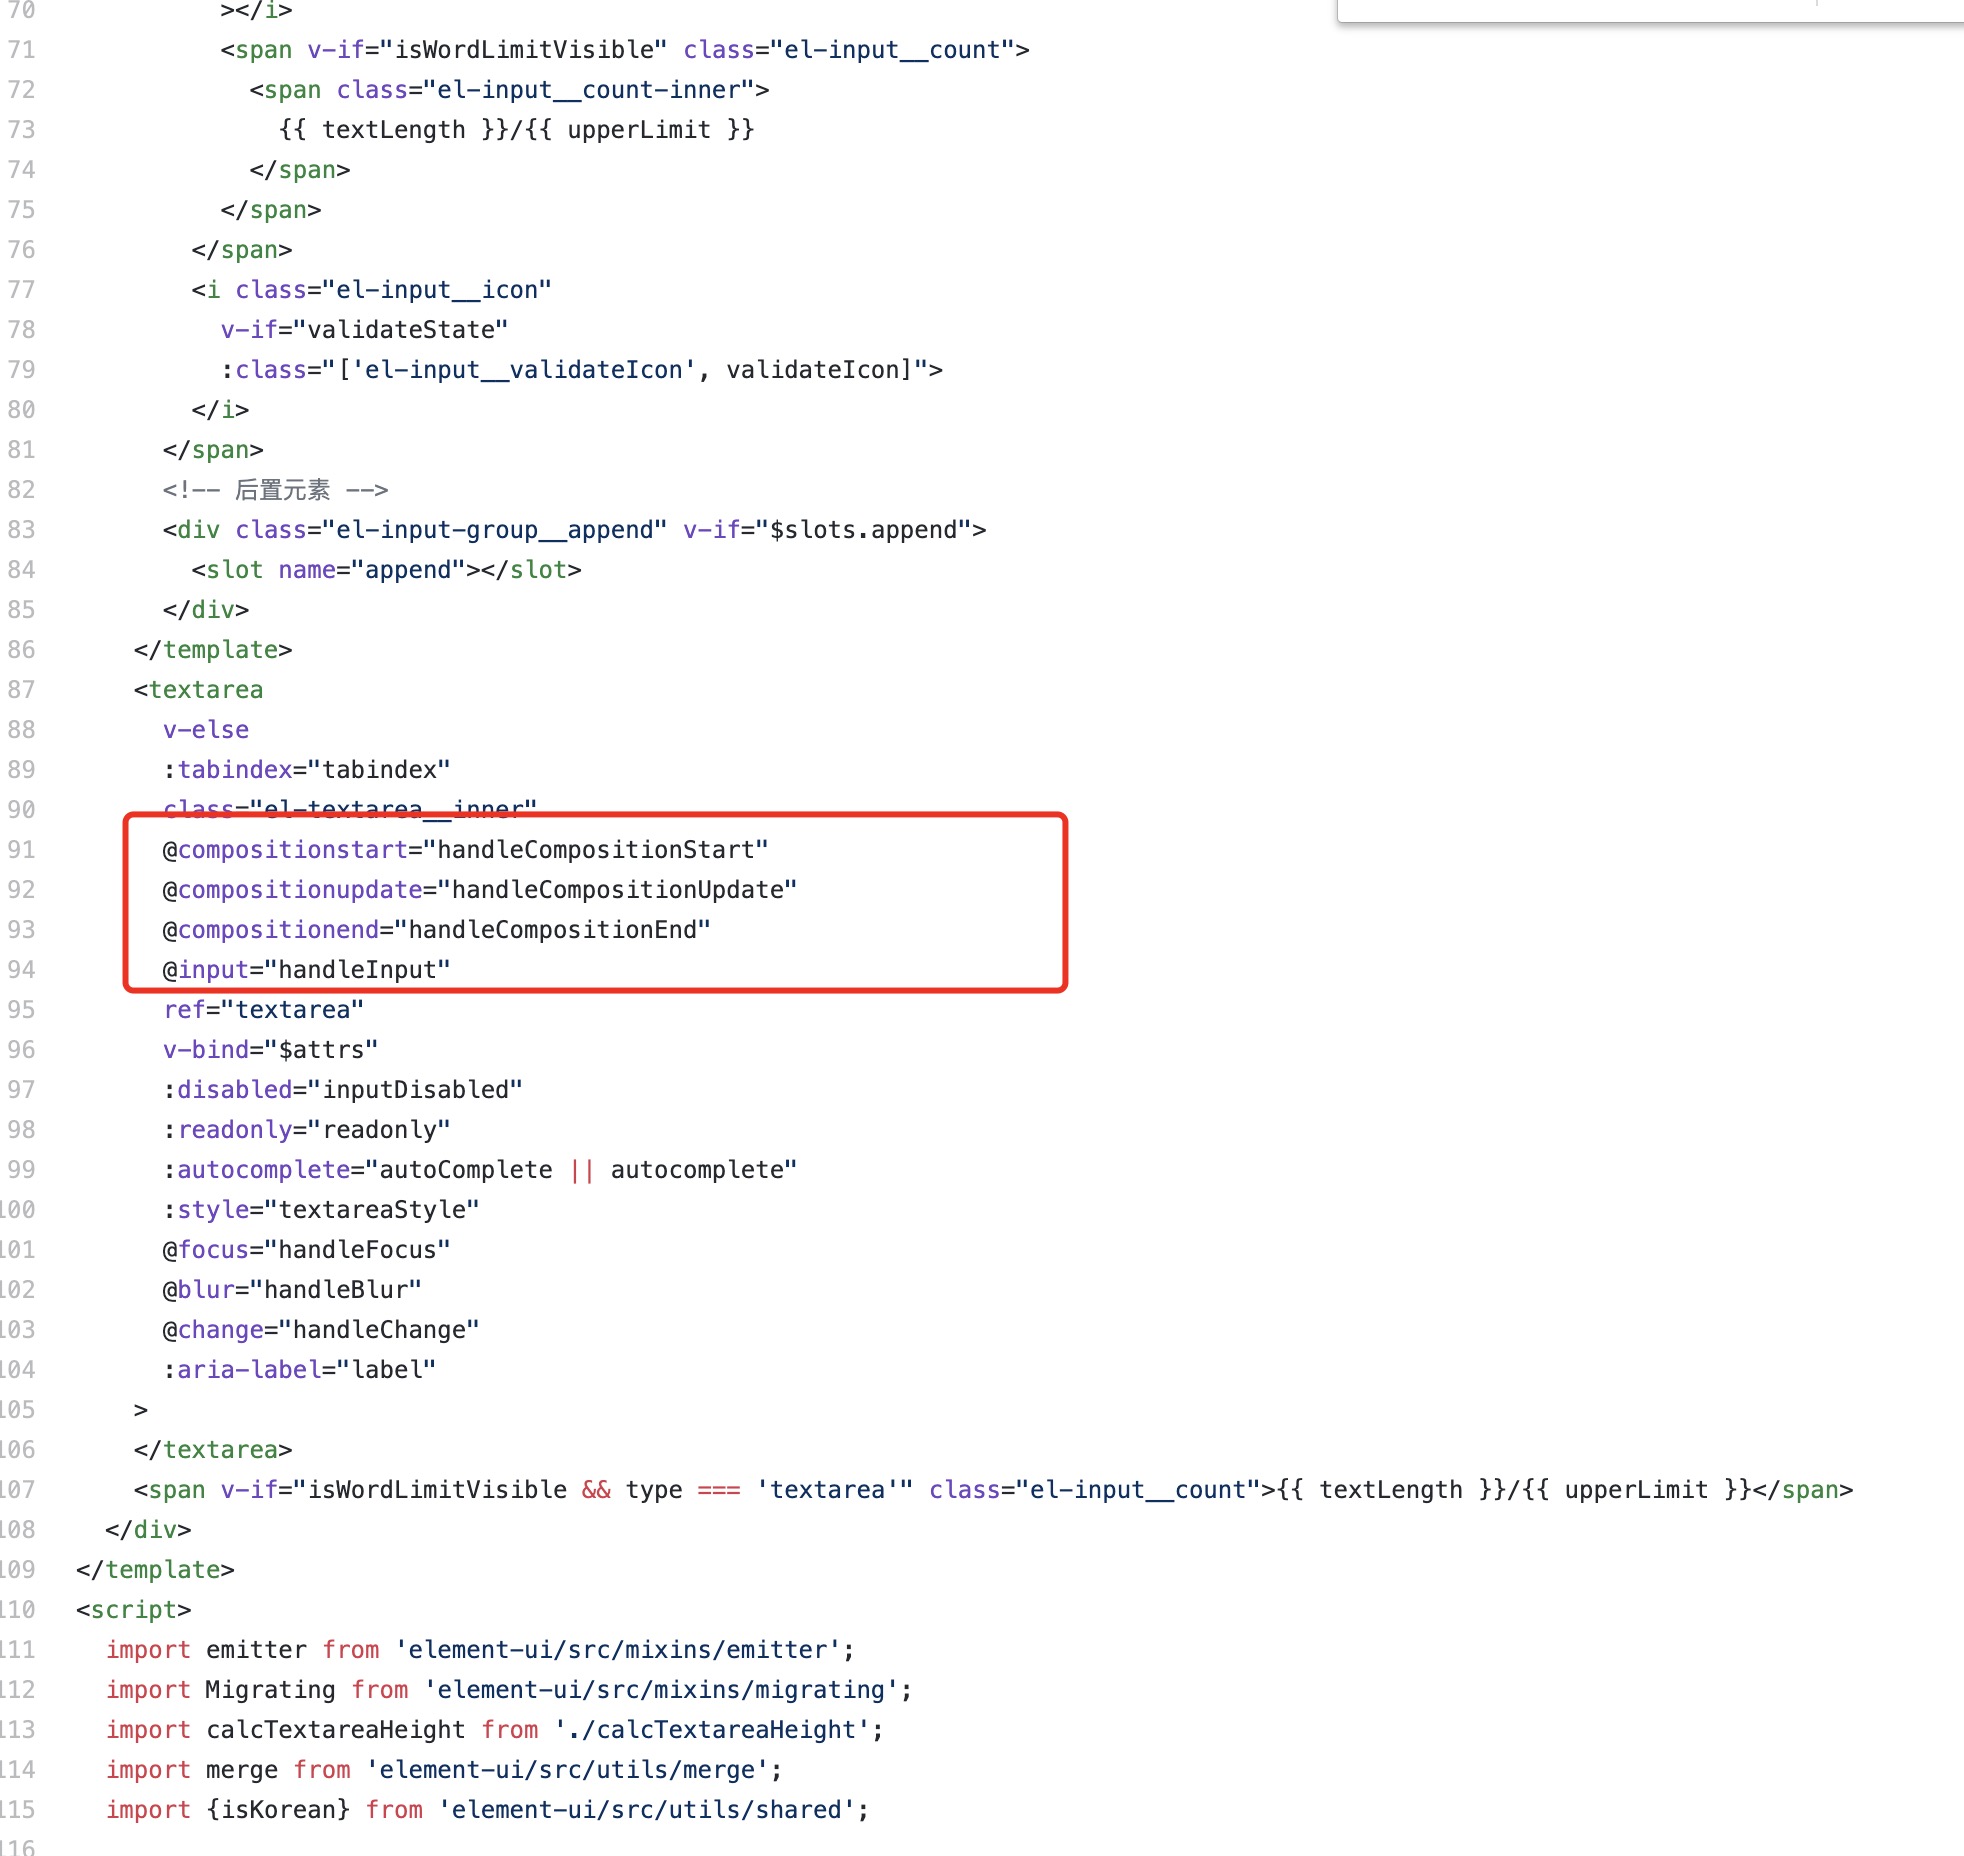 70 ></i>
71 <span v-if="isWordLimitVisible" class="el-input__count">
72 <span class="el-input__count-inner">
73 {{ textLength }}/{{ upperLimit }}
74 </span>
75 </span>
76 </span>
77 <i class="el-input__icon"
78 v-if="validateState"
79 :class="['el-input__validateIcon', validateIcon]">
80 </i>
81 </span>
82 <!-- 后置元素 -->
83 <div class="el-input-group__append" v-if="$slots.append">
84 <slot name="append"></slot>
85 </div>
86 </template>
87 <textarea
88 v-else
89 :tabindex="tabindex"
90 class="el-textarea__inner"
91 @compositionstart="handleCompositionStart"
92 @compositionupdate="handleCompositionUpdate"
93 @compositionend="handleCompositionEnd"
94 @input="handleInput"
95 ref="textarea"
96 v-bind="$attrs"
97 :disabled="inputDisabled"
98 :readonly="readonly"
99 :autocomplete="autoComplete || autocomplete"
100 :style="textareaStyle"
101 @focus="handleFocus"
102 @blur="handleBlur"
103 @change="handleChange"
104 :aria-label="label"
105 >
106 </textarea>
107 <span v-if="isWordLimitVisible && type === 'textarea'" class="el-input__count">{{ textLength }}/{{ upperLimit }}</span>
108 </div>
109 </template>
110 <script>
111 import emitter from 'element-ui/src/mixins/emitter';
112 import Migrating from 'element-ui/src/mixins/migrating';
113 import calcTextareaHeight from './calcTextareaHeight';
114 import merge from 'element-ui/src/utils/merge';
115 import {isKorean} from 'element-ui/src/utils/shared';
116